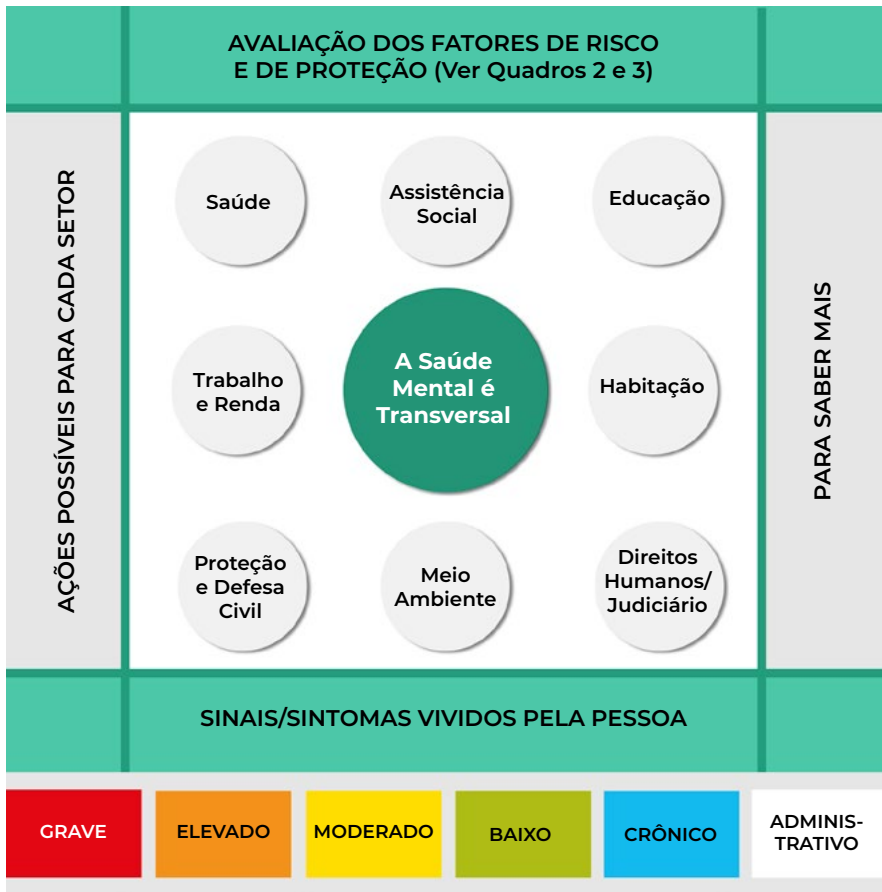 AVALIAÇÃO DOS FATORES DE RISCO
E DE PROTEÇÃO (Ver Quadros 2 e 3)
AÇÕES POSSÍVEIS PARA CADA SETOR
Saúde
Assistência
Social
Educação
Trabalho
e Renda
A Saúde
Mental é
Transversal
Habitação
Proteção
e Defesa
Civil
Meio
Ambiente
Direitos
Humanos/
Judiciário
PARA SABER MAIS
SINAIS/SINTOMAS VIVIDOS PELA PESSOA
GRAVE
ELEVADO
MODERADO
BAIXO
CRÔNICO
ADMINIS-
TRATIVO